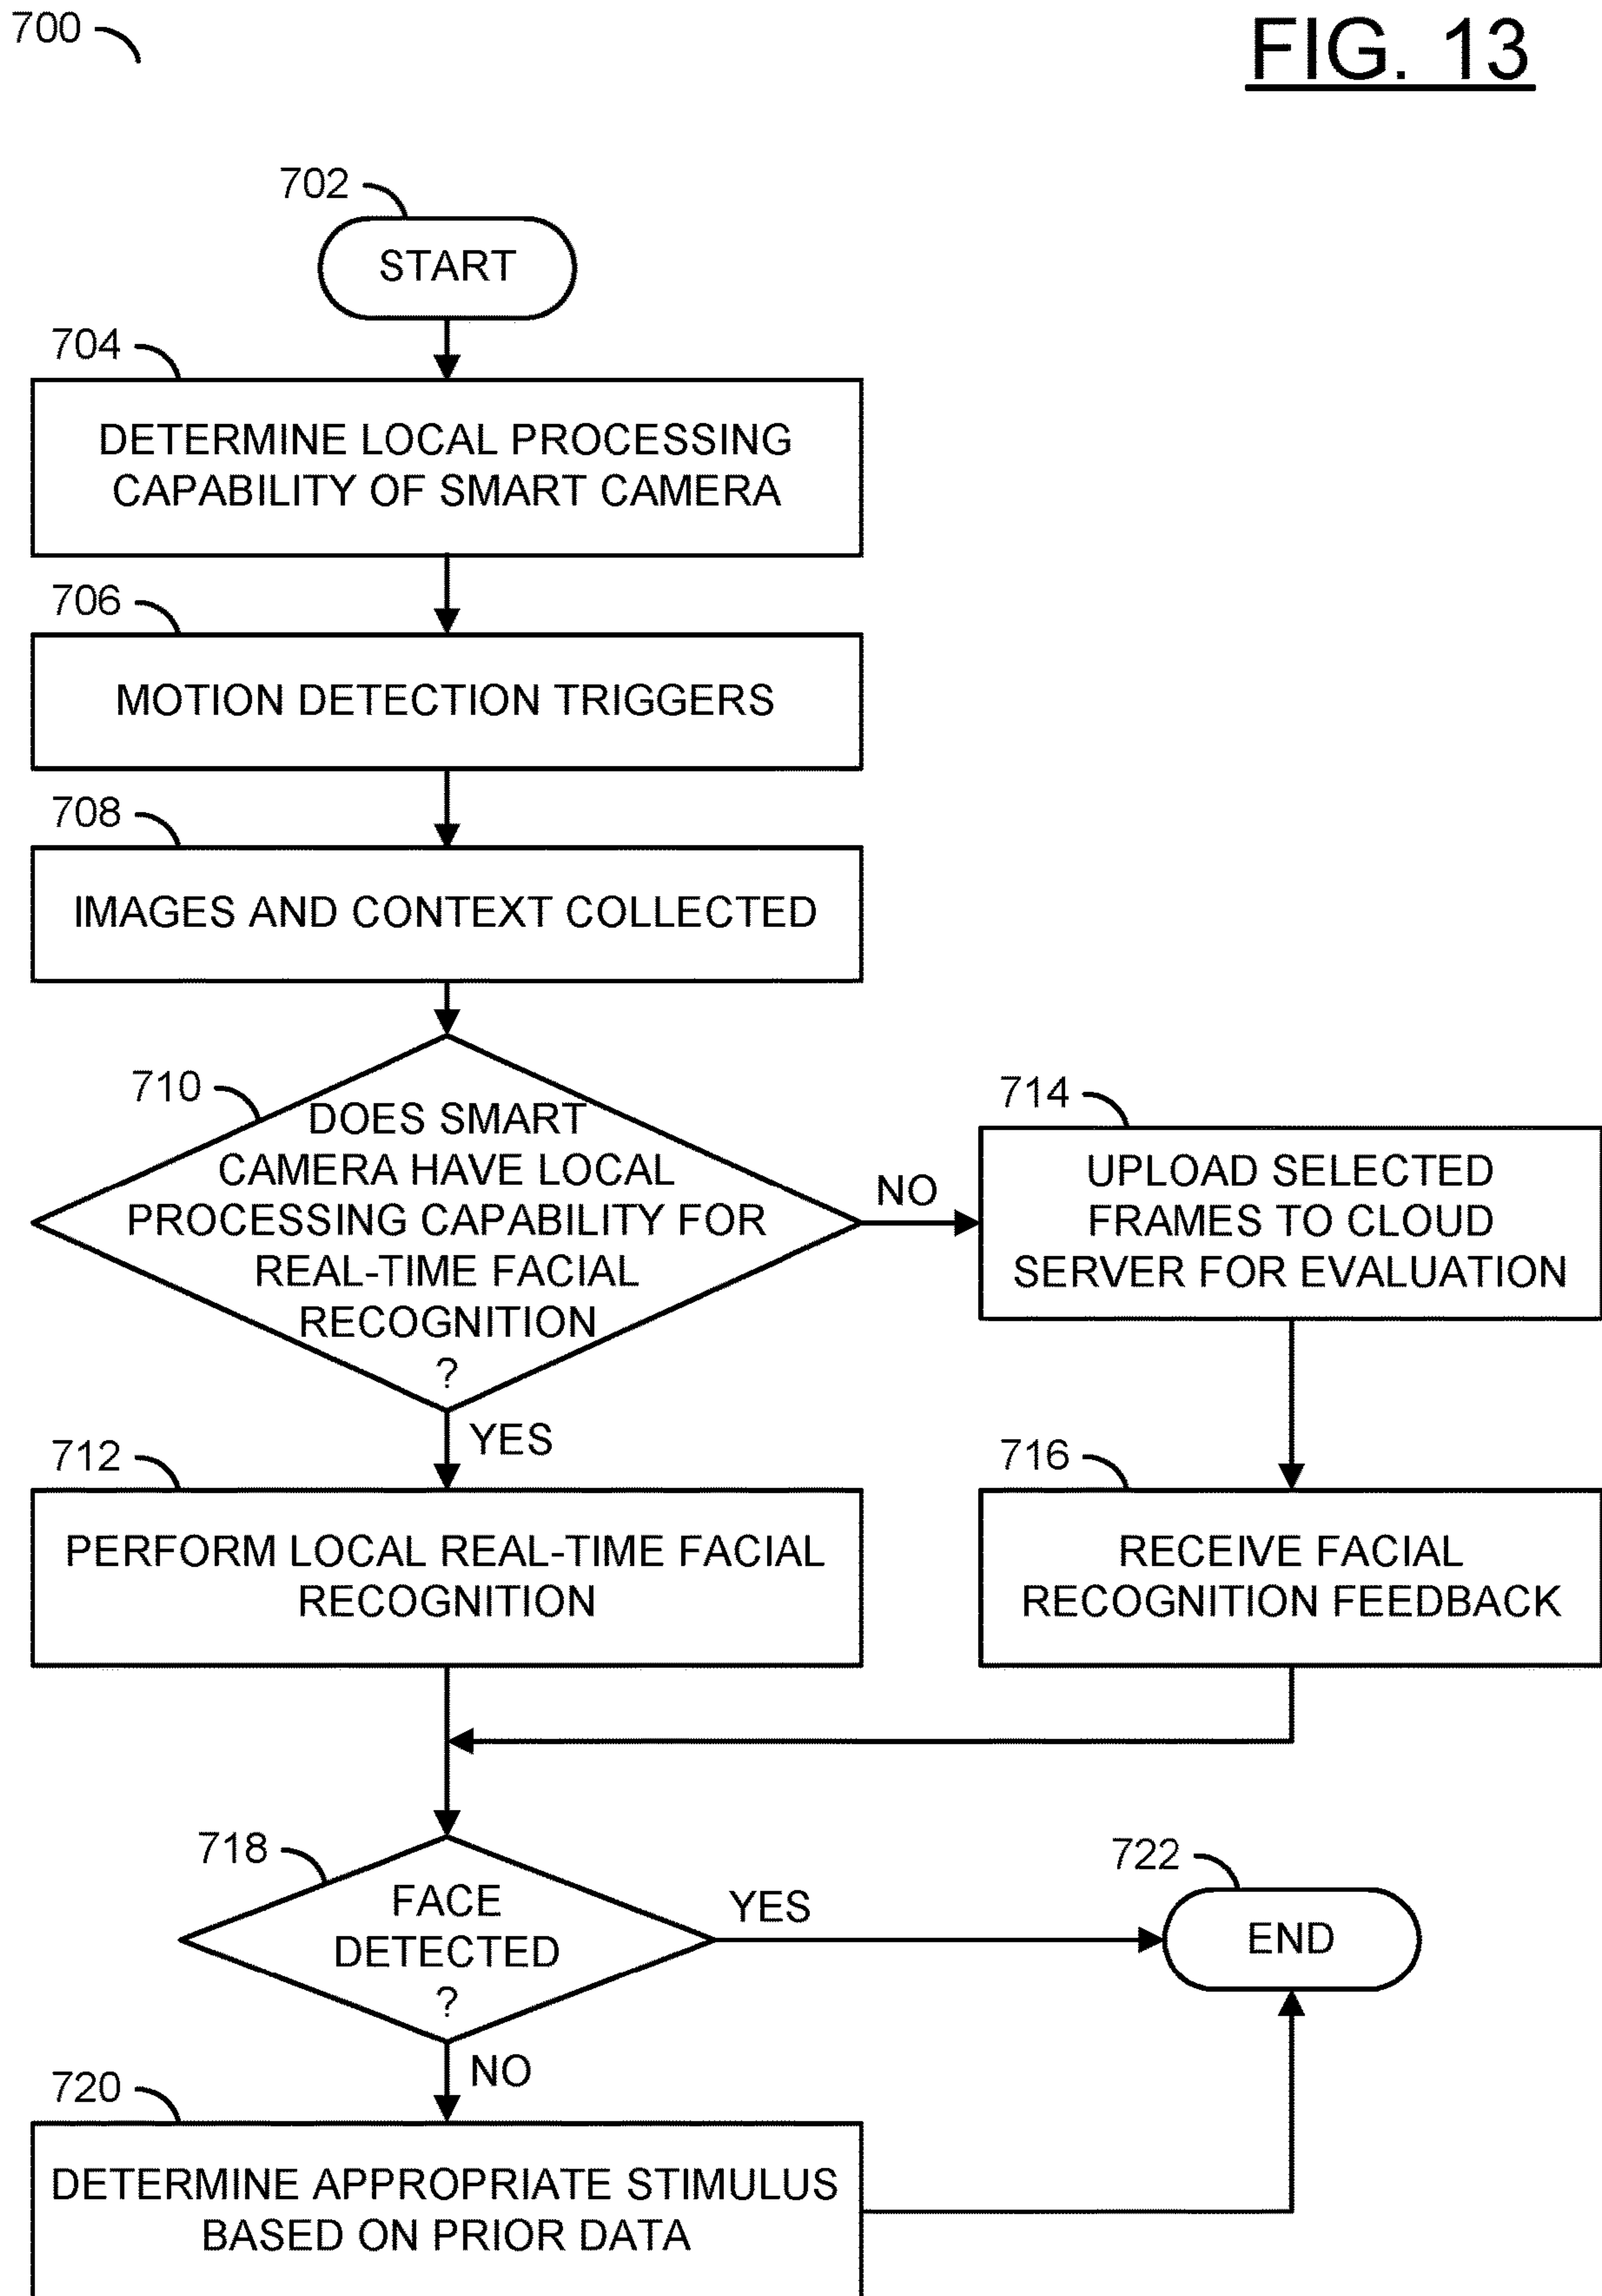 700
FIG. 13
702
START
704
DETERMINE LOCAL PROCESSING
CAPABILITY OF SMART CAMERA
706
MOTION DETECTION TRIGGERS
708
IMAGES AND CONTEXT COLLECTED
710
DOES SMART
CAMERA HAVE LOCAL
PROCESSING CAPABILITY FOR
REAL-TIME FACIAL
RECOGNITION
?
NO
714
UPLOAD SELECTED
FRAMES TO CLOUD
SERVER FOR EVALUATION
YES
712
PERFORM LOCAL REAL-TIME FACIAL
RECOGNITION
716
RECEIVE FACIAL
RECOGNITION FEEDBACK
718
FACE
DETECTED
?
YES
722
END
NO
720
DETERMINE APPROPRIATE STIMULUS
BASED ON PRIOR DATA